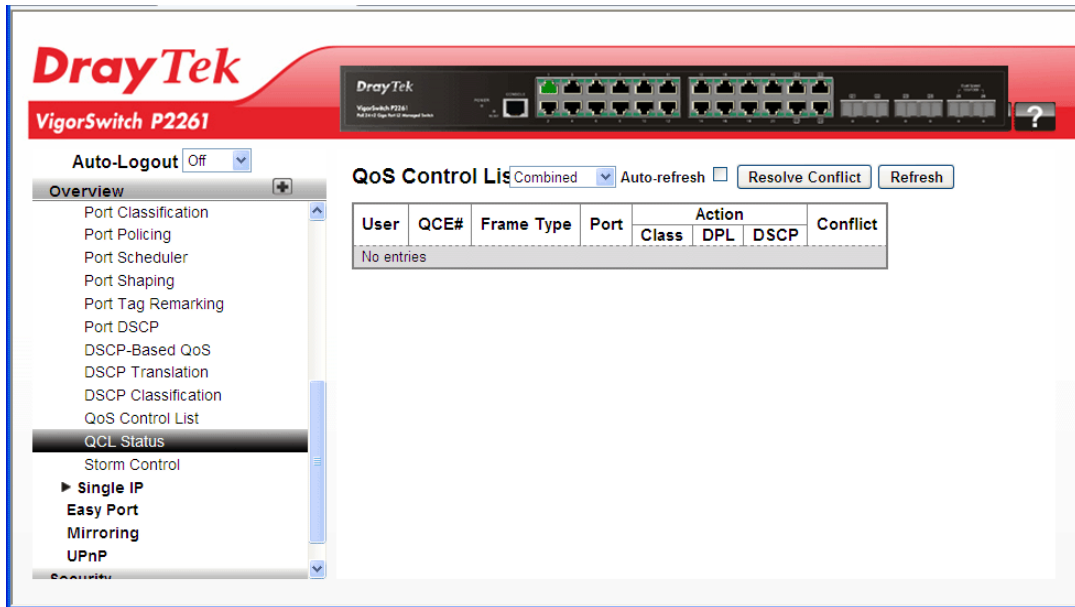 DrayTek
VigorSwitch P2261
DrayTek
VigorSwitch P2261
?
Auto-Logout Off
Overview
Port Classification
Port Policing
Port Scheduler
Port Shaping
Port Tag Remarking
Port DSCP
DSCP-Based QoS
DSCP Translation
DSCP Classification
QoS Control List
QCL Status
Storm Control
Single IP
Easy Port
Mirroring
UPnP
Security
QoS Control Lis Combined Auto-refresh Resolve Conflict Refresh
User QCE# Frame Type Port Action Conflict
Class DPL DSCP
No entries